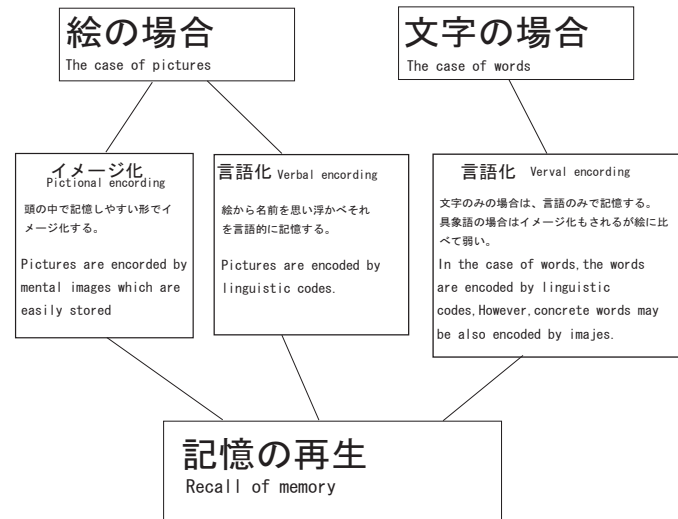 絵の場合
The case of pictures
文字の場合
The case of words
イメージ化
Pictional encording
頭の中で記憶しやすい形でイ
メージ化する。
Pictures are encorded by
mental images which are
easily stored
言語化 Verbal encording
絵から名前を思い浮かべそれ
を言語的に記憶する。
Pictures are encoded by
linguistic codes.
言語化 Verval encording
文字のみの場合は、言語のみで記憶する。
具象語の場合はイメージ化もされるが絵に比
べて弱い。
In the case of words,the words
are encoded by linguistic
codes,However,concrete words may
be also encoded by imajes.
記憶の再生
Recall of memory